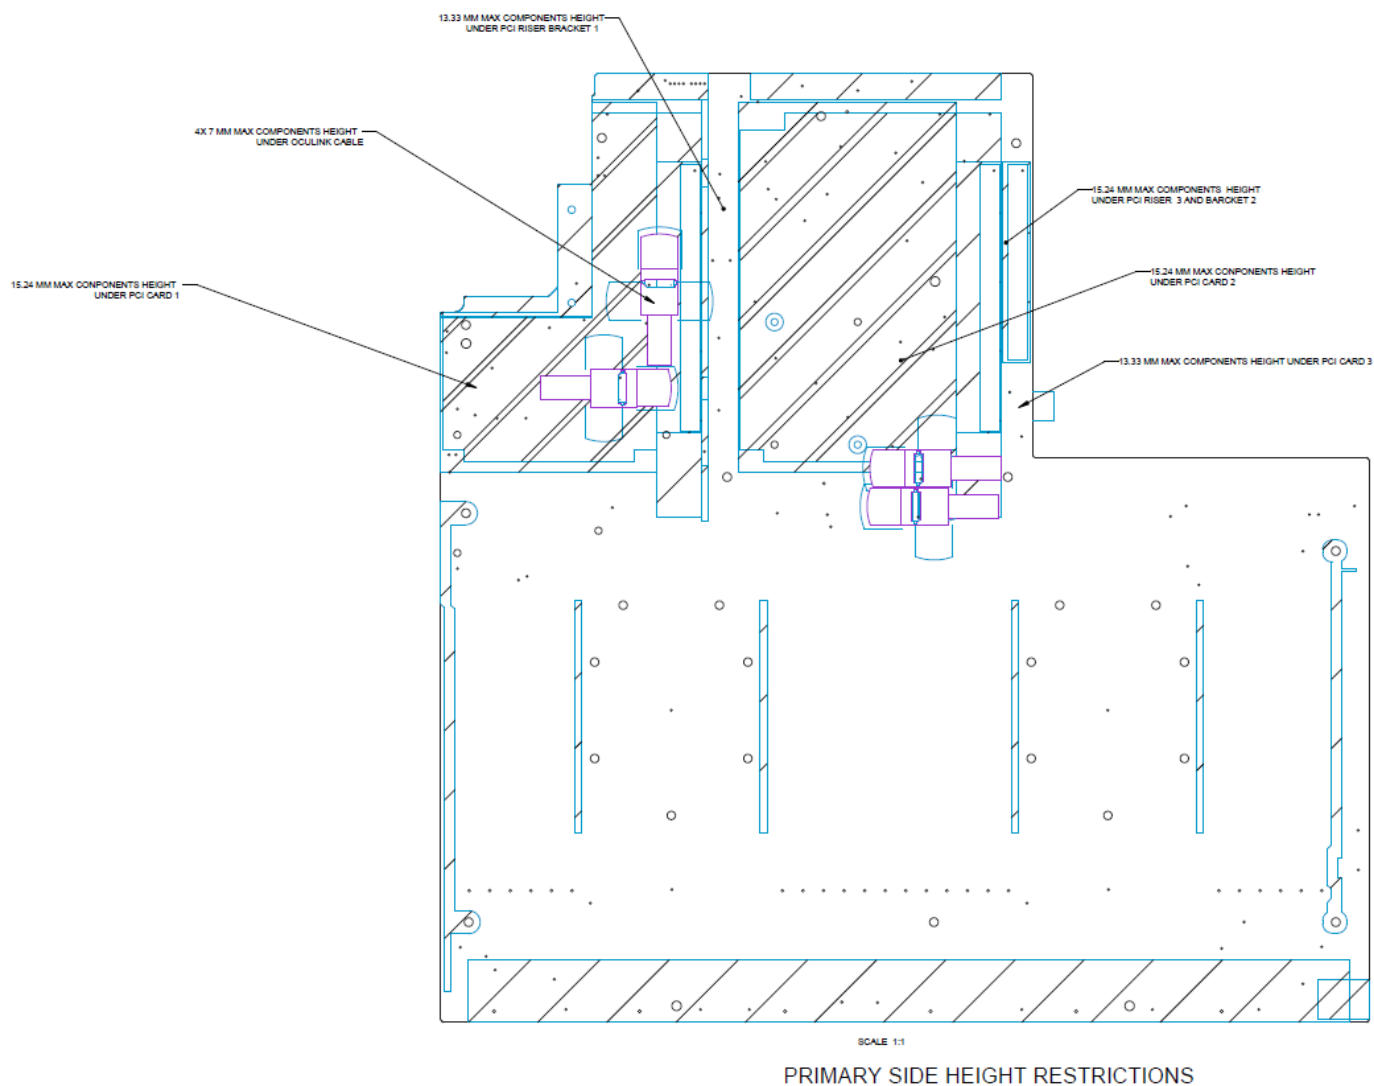 13.33 MM MAX COMPONENTS HEIGHT
UNDER PCI RISER BRACKET 1
4X 7 MM MAX COMPONENTS HEIGHT
UNDER OCULINK CABLE
15.24 MM MAX COMPONENTS HEIGHT
UNDER PCI RISER 3 AND BARCKET 2
15.24 MM MAX CONPONENTS HEIGHT
UNDER PCI CARD 2
15.24 MM MAX CONPONENTS HEIGHT
UNDER PCI CARD 1
13.33 MM MAX COMPONENTS HEIGHT UNDER PCI CARD 3
SCALE 1:1
PRIMARY SIDE HEIGHT RESTRICTIONS